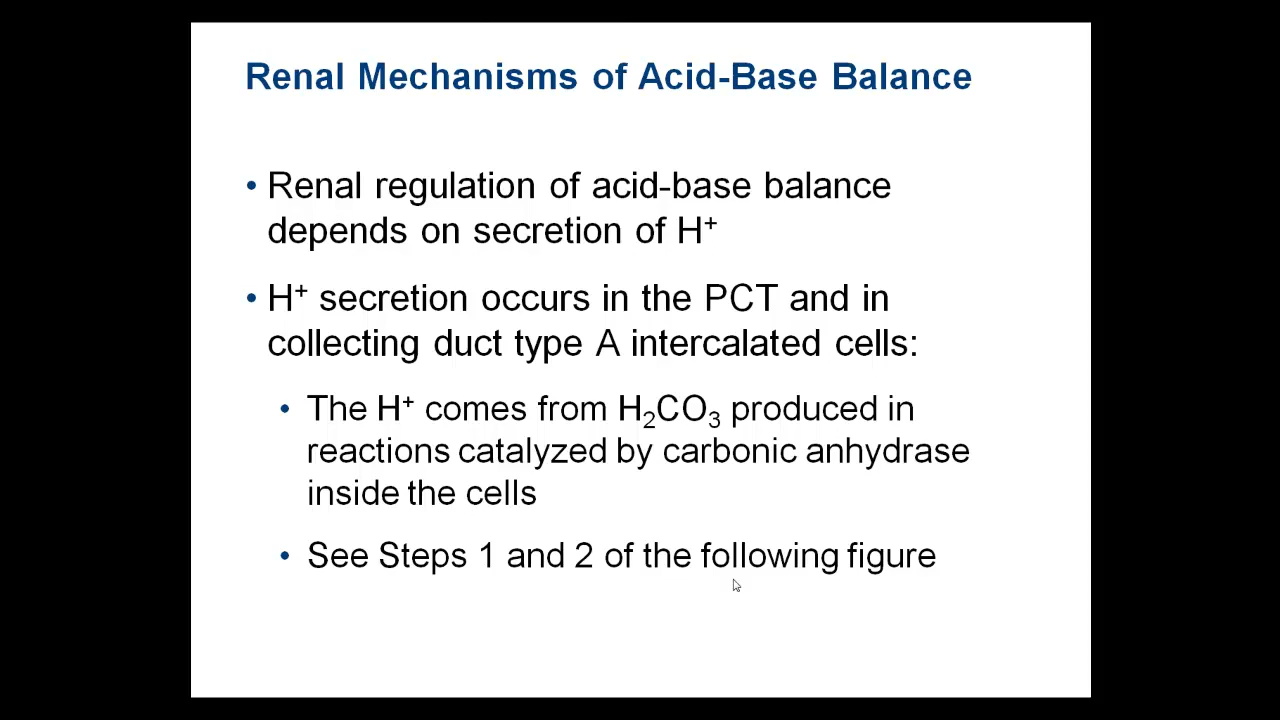 Renal Mechanisms of Acid-Base Balance
• Renal regulation of acid-base balance
depends on secretion of H⁺
• H⁺ secretion occurs in the PCT and in
collecting duct type A intercalated cells:
• The H⁺ comes from H₂CO₃ produced in
reactions catalyzed by carbonic anhydrase
inside the cells
• See Steps 1 and 2 of the following figure